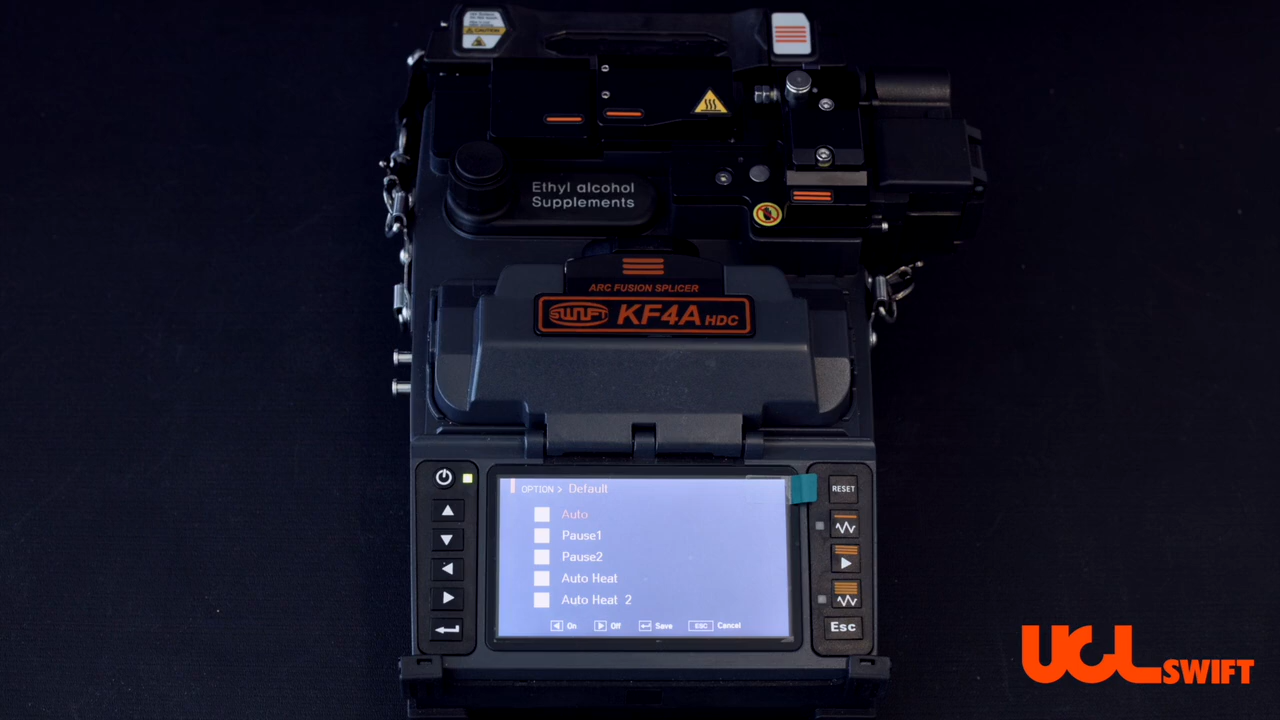 CAUTION
Ethyl alcohol
Supplements
ARC FUSION SPLICER
SWIFT KF4A HDC
OPTION > Default
Auto
Pause1
Pause2
Auto Heat
Auto Heat 2
On Off Save ESC Cancel
RESET
Esc
UCL SWIFT